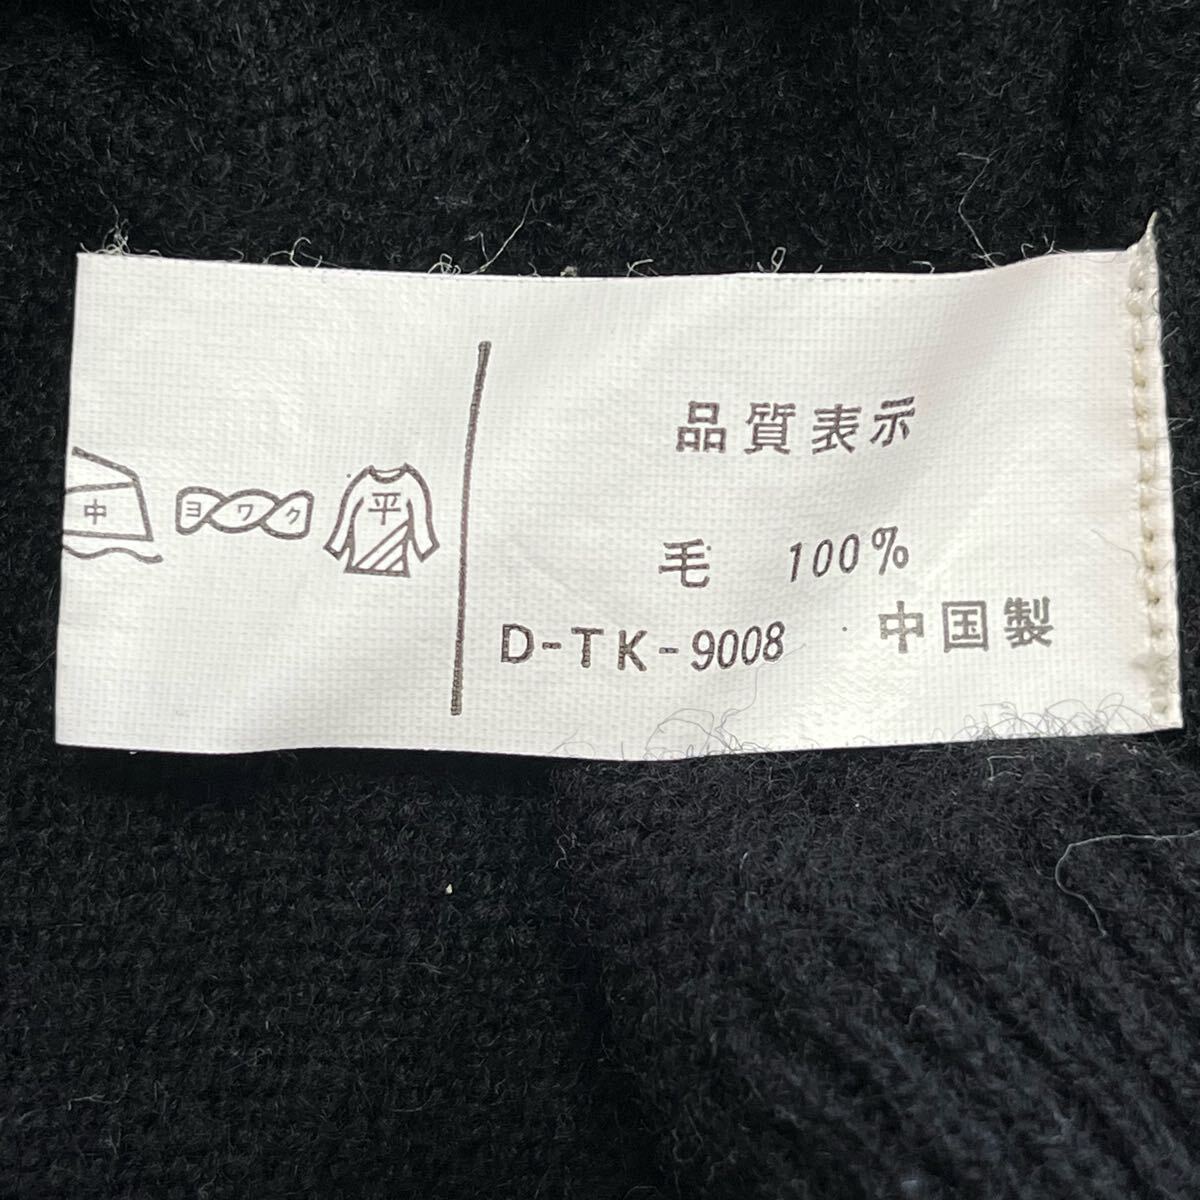 中 ヨワク 平
品質表示
毛 100%
D-TK-9008 中国製